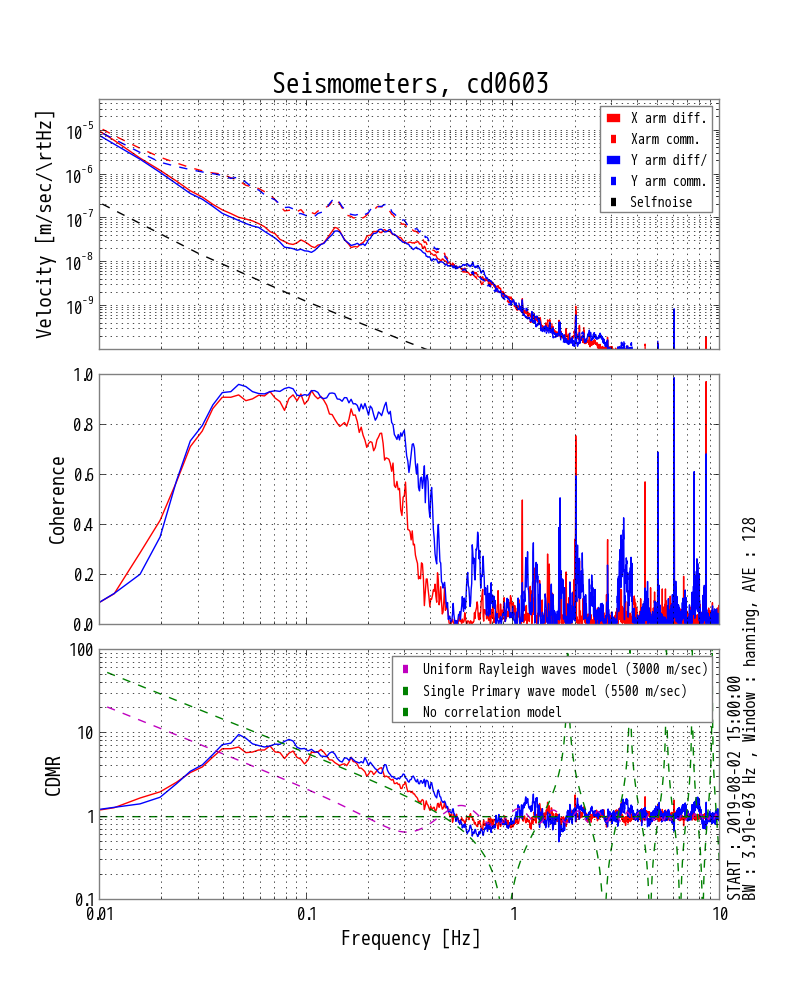 Seismometers, cd0603
Velocity [m/sec/\rtHz]
10^-5
10^-6
10^-7
10^-8
10^-9
X arm diff.
Xarm comm.
Y arm diff/
Y arm comm.
Selfnoise
Coherence
1.0
0.8
0.6
0.4
0.2
0.0
CDMR
100
10
1
0.1
Uniform Rayleigh waves model (3000 m/sec)
Single Primary wave model (5500 m/sec)
No correlation model
0.01
0.1
1
10
Frequency [Hz]
START : 2019-08-02 15:00:00
BW : 3.91e-03 Hz , Window : hanning, AVE : 128